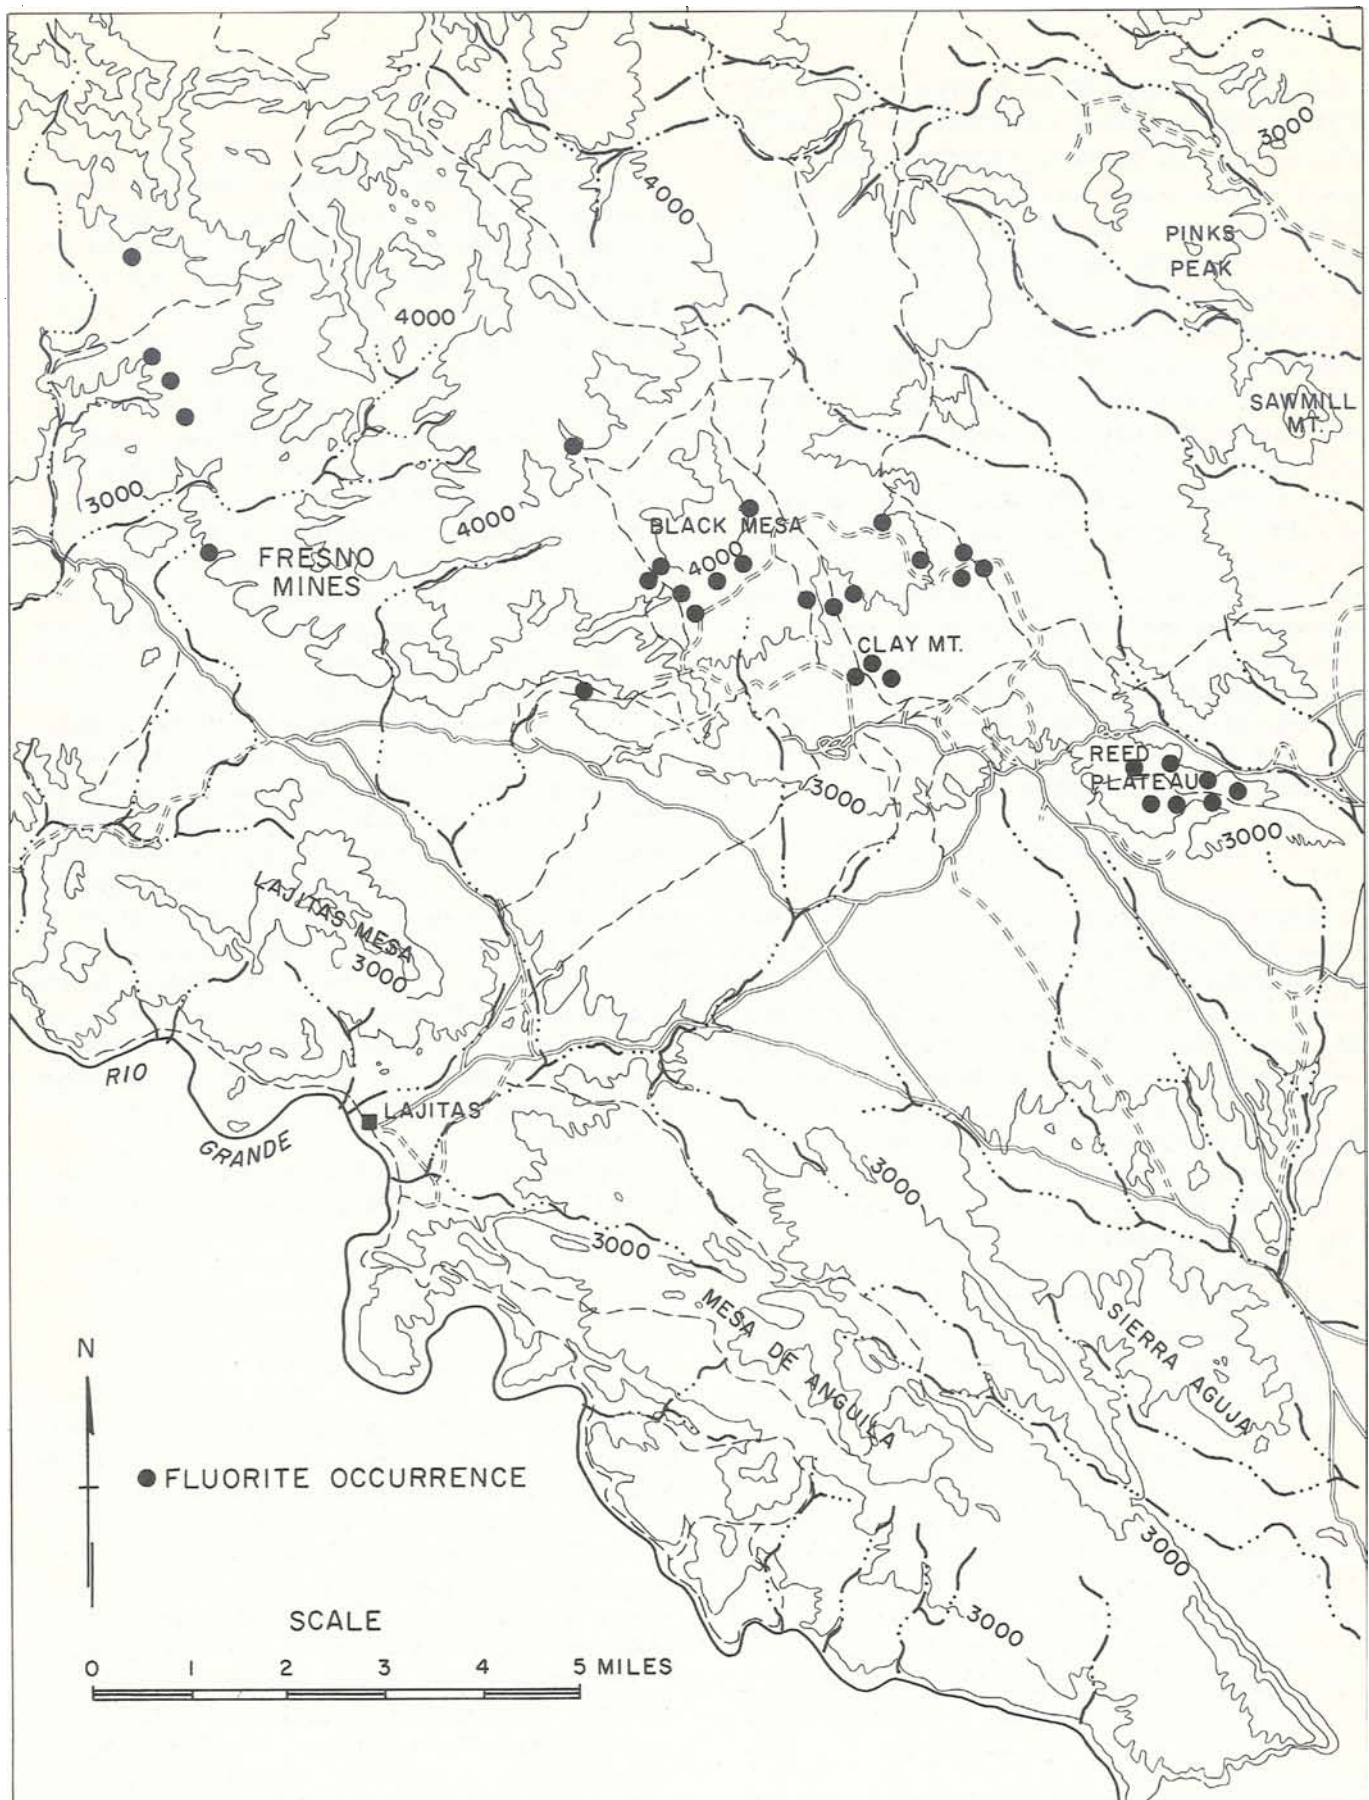 3000
4000
PINKS
PEAK
4000
SAWMILL
MT.
3000
4000
BLACK MESA
4000
FRESNO
MINES
CLAY MT.
REED
PLATEAU
3000
3000
LAJITAS MESA
3000
RIO
GRANDE
LAJITAS
3000
3000
MESA DE ANGUILA
SIERRA AGUJA
N
FLUORITE OCCURRENCE
3000
3000
SCALE
0 1 2 3 4 5 MILES